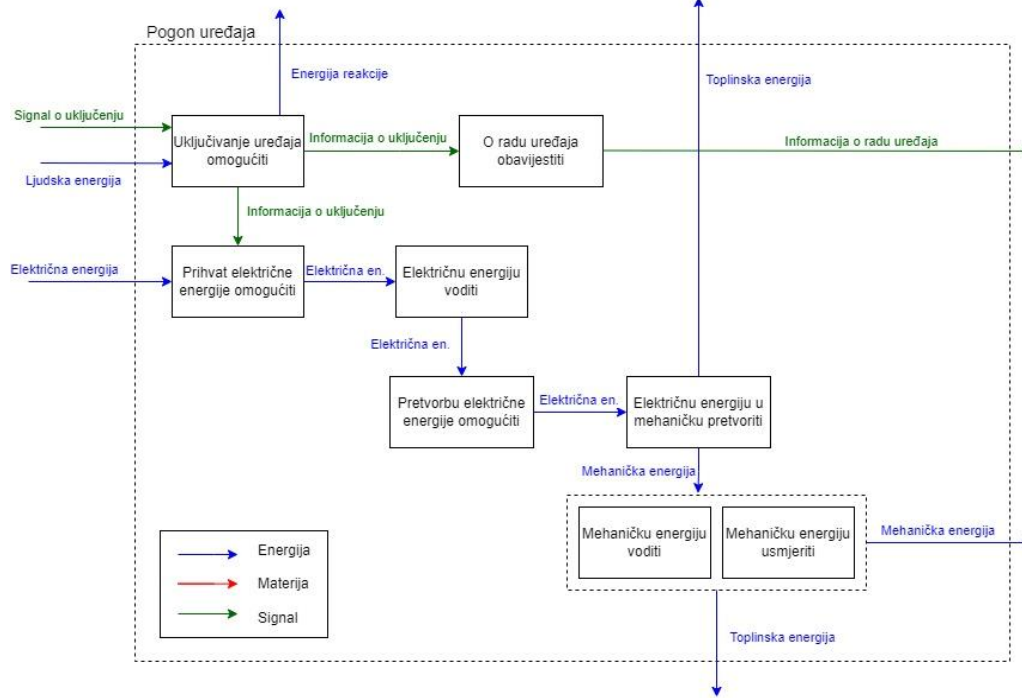 Pogon uređaja
Energija reakcije
Toplinska energija
Signal o uključenju
Uključivanje uređaja
omogućiti
Informacija o uključenju
O radu uređaja
obavijestiti
Informacija o radu uređaja
Ljudska energija
Informacija o uključenju
Električna energija
Prihvat električne
energije omogućiti
Električna en.
Električnu energiju
voditi
Električna en.
Pretvorbu električne
energije omogućiti
Električna en.
Električnu energiju u
mehaničku pretvoriti
Mehanička energija
Mehaničku energiju
voditi
Mehaničku energiju
usmjeriti
Mehanička energija
Energija
Materija
Signal
Toplinska energija